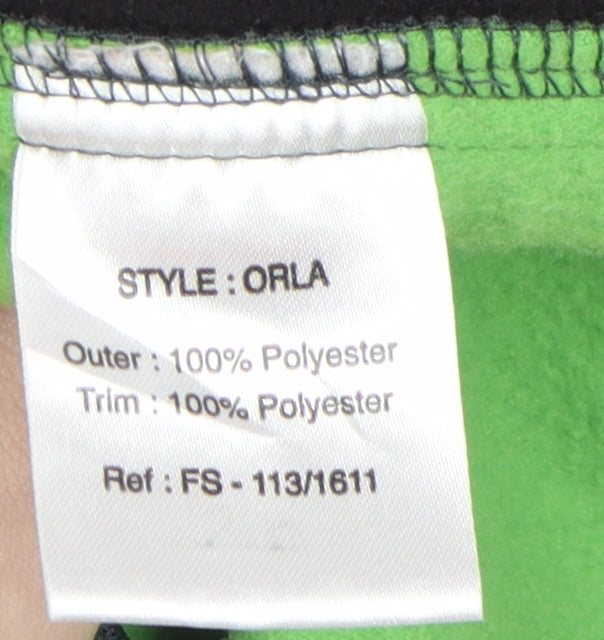 STYLE : ORLA
Outer : 100% Polyester
Trim : 100% Polyester
Ref : FS - 113/1611